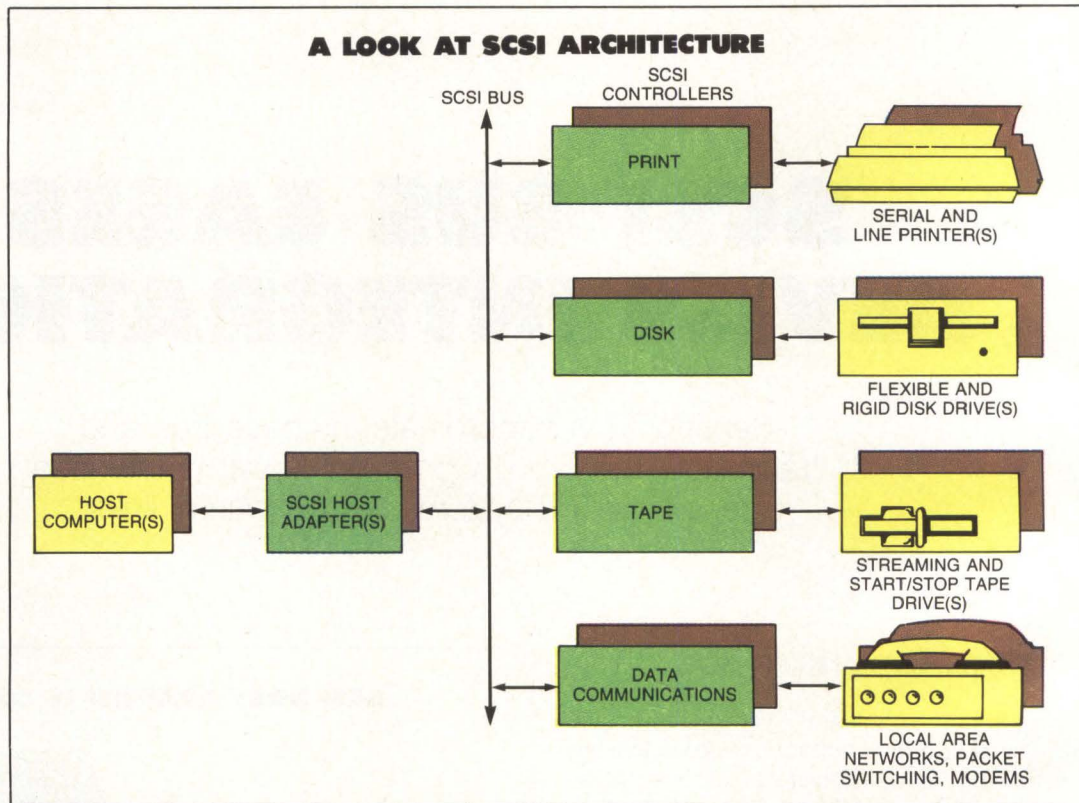 A LOOK AT SCSI ARCHITECTURE
SCSI BUS
SCSI
CONTROLLERS
PRINT
SERIAL AND
LINE PRINTER(S)
DISK
FLEXIBLE AND
RIGID DISK DRIVE(S)
HOST
COMPUTER(S)
SCSI HOST
ADAPTER(S)
TAPE
STREAMING AND
START/STOP TAPE
DRIVE(S)
DATA
COMMUNICATIONS
LOCAL AREA
NETWORKS, PACKET
SWITCHING, MODEMS